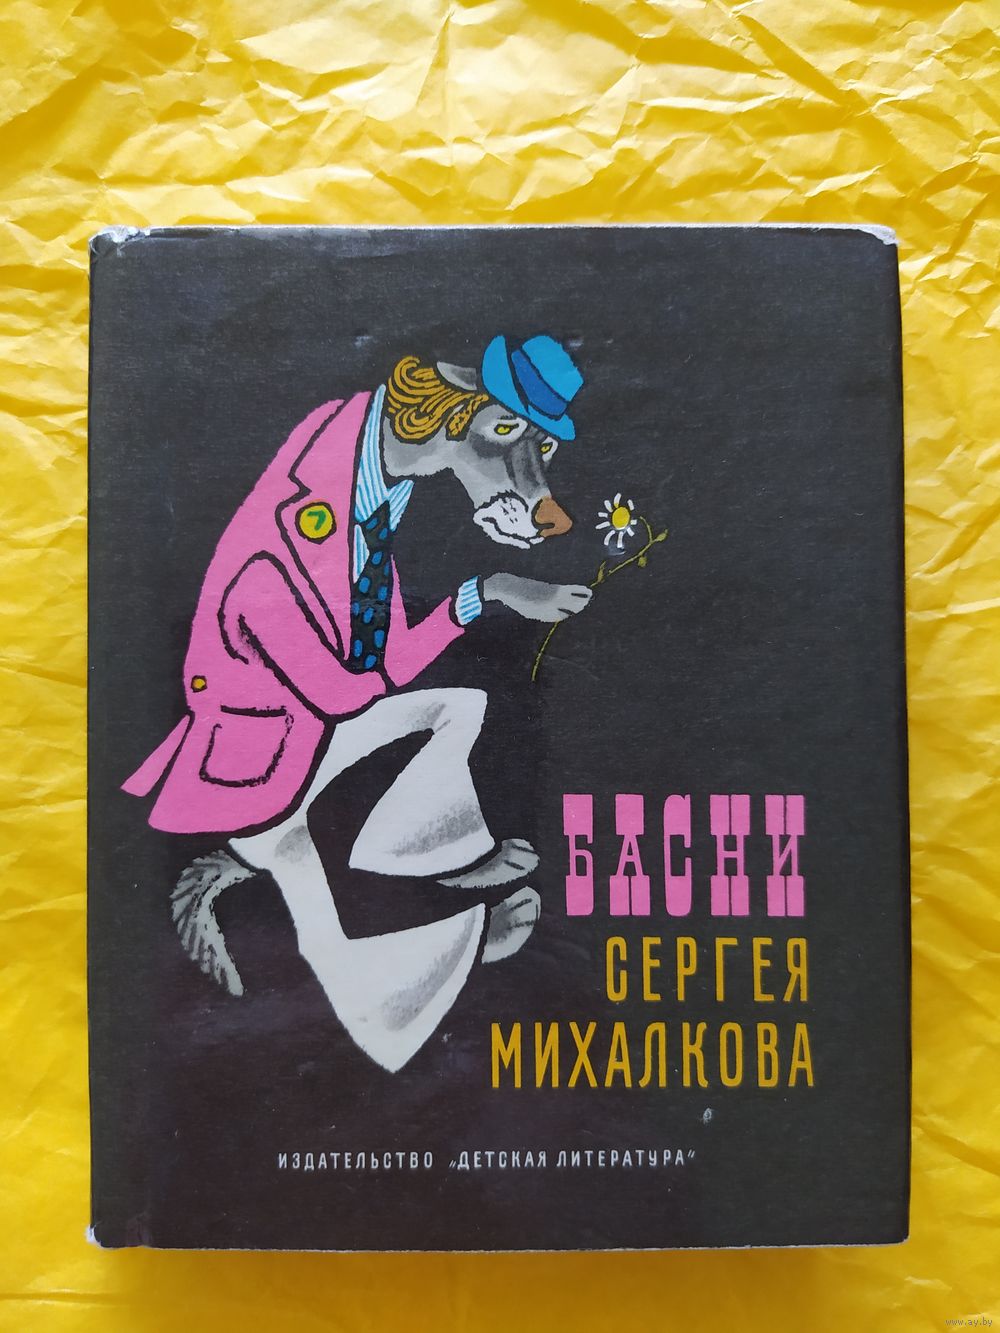 БАСНИ
СЕРГЕЯ
МИХАЛКОВА
ИЗДАТЕЛЬСТВО „ДЕТСКАЯ ЛИТЕРАТУРА“
www.ay.by